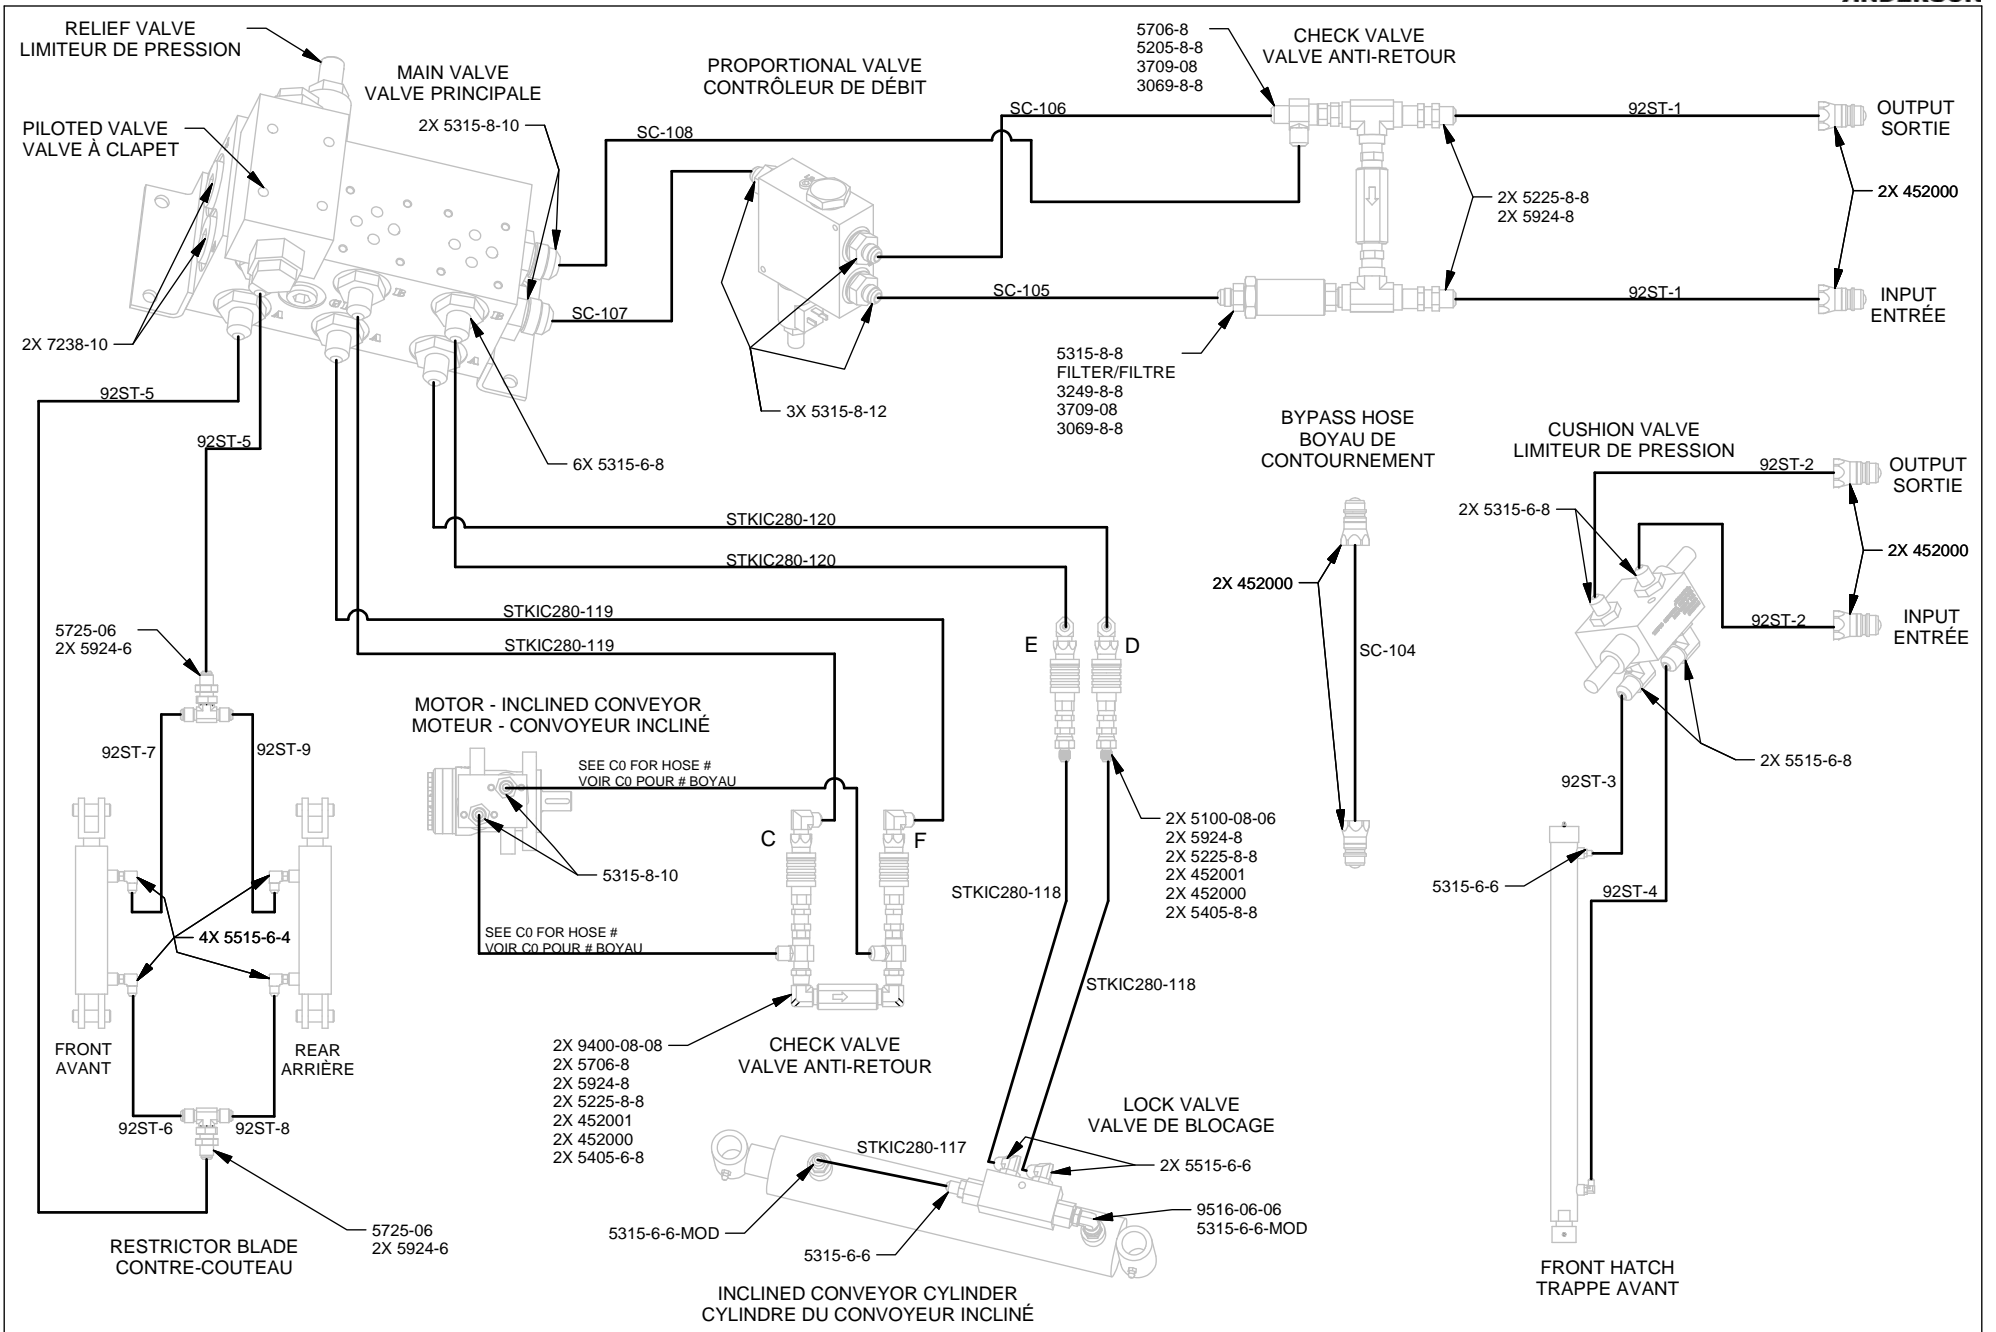 RELIEF VALVE
LIMITEUR DE PRESSION
MAIN VALVE
VALVE PRINCIPALE
PILOTED VALVE
VALVE À CLAPET
2X 5315-8-10
PROPORTIONAL VALVE
CONTRÔLEUR DE DÉBIT
5706-8
5205-8-8
3709-08
3069-8-8
CHECK VALVE
VALVE ANTI-RETOUR
SC-106
SC-108
92ST-1
OUTPUT
SORTIE
2X 5225-8-8
2X 5924-8
2X 452000
SC-105
SC-107
92ST-1
INPUT
ENTRÉE
2X 7238-10
5315-8-8
FILTER/FILTRE
3249-8-8
3709-08
3069-8-8
92ST-5
3X 5315-8-12
92ST-5
6X 5315-6-8
BYPASS HOSE
BOYAU DE
CONTOURNEMENT
CUSHION VALVE
LIMITEUR DE PRESSION
92ST-2
OUTPUT
SORTIE
2X 5315-6-8
STKIC280-120
2X 452000
STKIC280-120
2X 452000
STKIC280-119
92ST-2
INPUT
ENTRÉE
5725-06
2X 5924-6
STKIC280-119
E
D
SC-104
MOTOR - INCLINED CONVEYOR
MOTEUR - CONVOYEUR INCLINÉ
92ST-7
92ST-9
SEE C0 FOR HOSE #
VOIR C0 POUR # BOYAU
2X 5515-6-8
92ST-3
C
F
2X 5100-08-06
2X 5924-8
2X 5225-8-8
2X 452001
2X 452000
2X 5405-8-8
5315-8-10
STKIC280-118
5315-6-6
92ST-4
4X 5515-6-4
SEE C0 FOR HOSE #
VOIR C0 POUR # BOYAU
STKIC280-118
FRONT
AVANT
REAR
ARRIÈRE
2X 9400-08-08
2X 5706-8
2X 5924-8
2X 5225-8-8
2X 452001
2X 452000
2X 5405-6-8
CHECK VALVE
VALVE ANTI-RETOUR
92ST-6
92ST-8
LOCK VALVE
VALVE DE BLOCAGE
STKIC280-117
2X 5515-6-6
5725-06
2X 5924-6
5315-6-6-MOD
5315-6-6
9516-06-06
5315-6-6-MOD
RESTRICTOR BLADE
CONTRE-COUTEAU
FRONT HATCH
TRAPPE AVANT
INCLINED CONVEYOR CYLINDER
CYLINDRE DU CONVOYEUR INCLINÉ